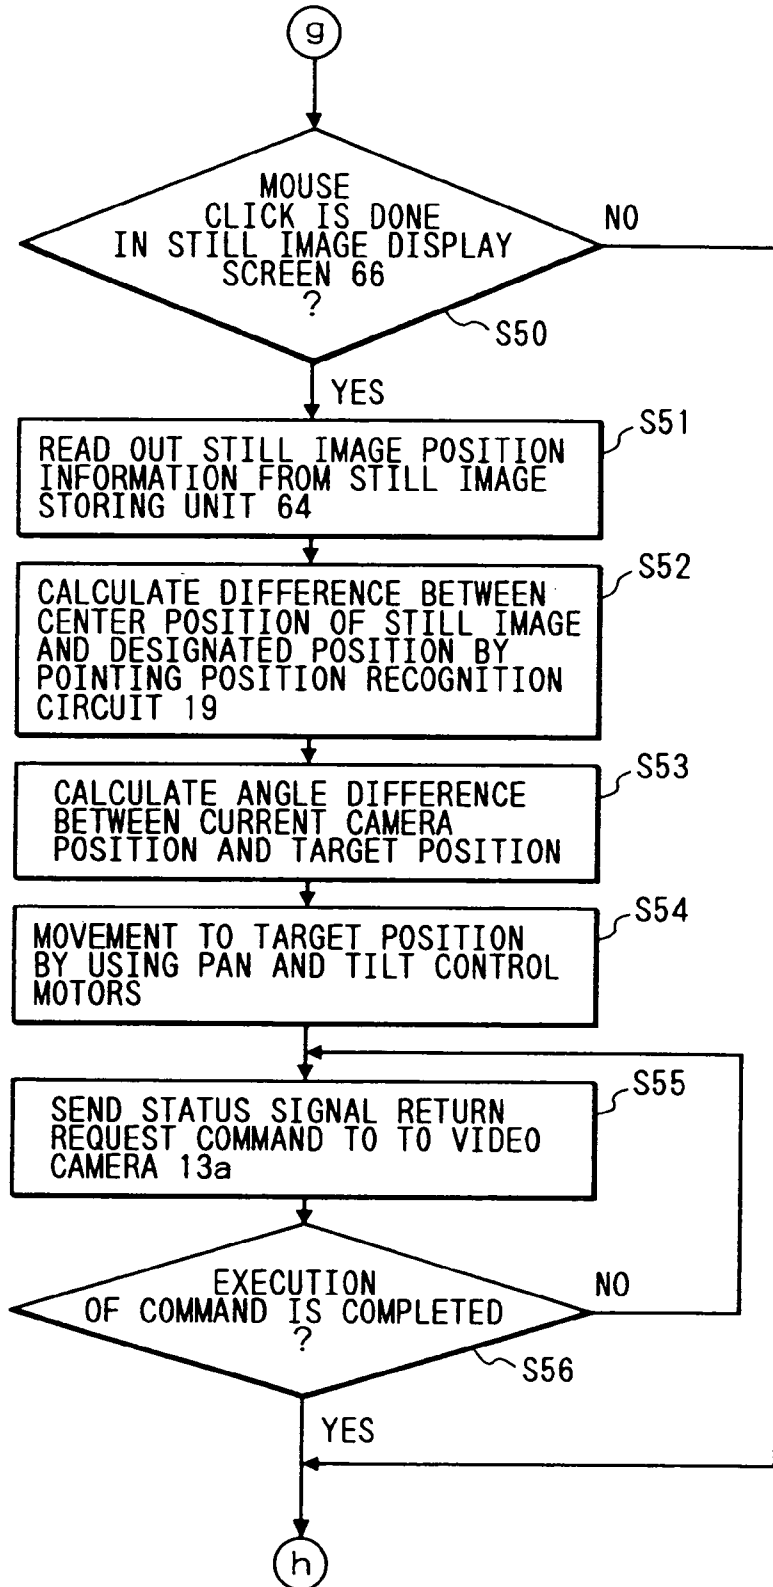 g
MOUSE
CLICK IS DONE
IN STILL IMAGE DISPLAY
SCREEN 66
?
NO
S50
YES
S51
READ OUT STILL IMAGE POSITION
INFORMATION FROM STILL IMAGE
STORING UNIT 64
S52
CALCULATE DIFFERENCE BETWEEN
CENTER POSITION OF STILL IMAGE
AND DESIGNATED POSITION BY
POINTING POSITION RECOGNITION
CIRCUIT 19
S53
CALCULATE ANGLE DIFFERENCE
BETWEEN CURRENT CAMERA
POSITION AND TARGET POSITION
S54
MOVEMENT TO TARGET POSITION
BY USING PAN AND TILT CONTROL
MOTORS
S55
SEND STATUS SIGNAL RETURN
REQUEST COMMAND TO TO VIDEO
CAMERA 13a
EXECUTION
OF COMMAND IS COMPLETED
?
NO
S56
YES
h